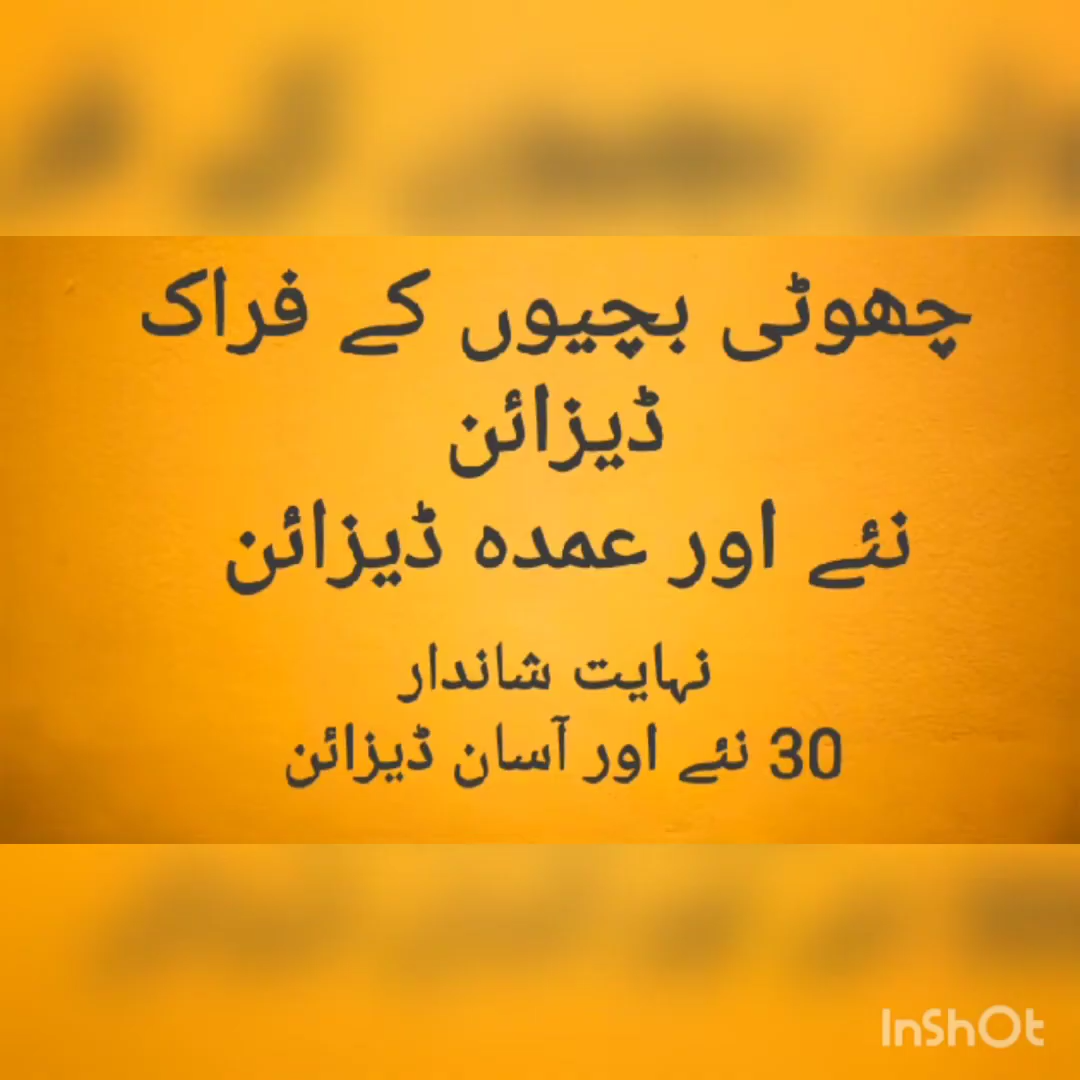 چھوٹی بچیوں کے فراک
ڈیزائن
نئے اور عمدہ ڈیزائن
نہایت شاندار
30 نئے اور آسان ڈیزائن
InShOt